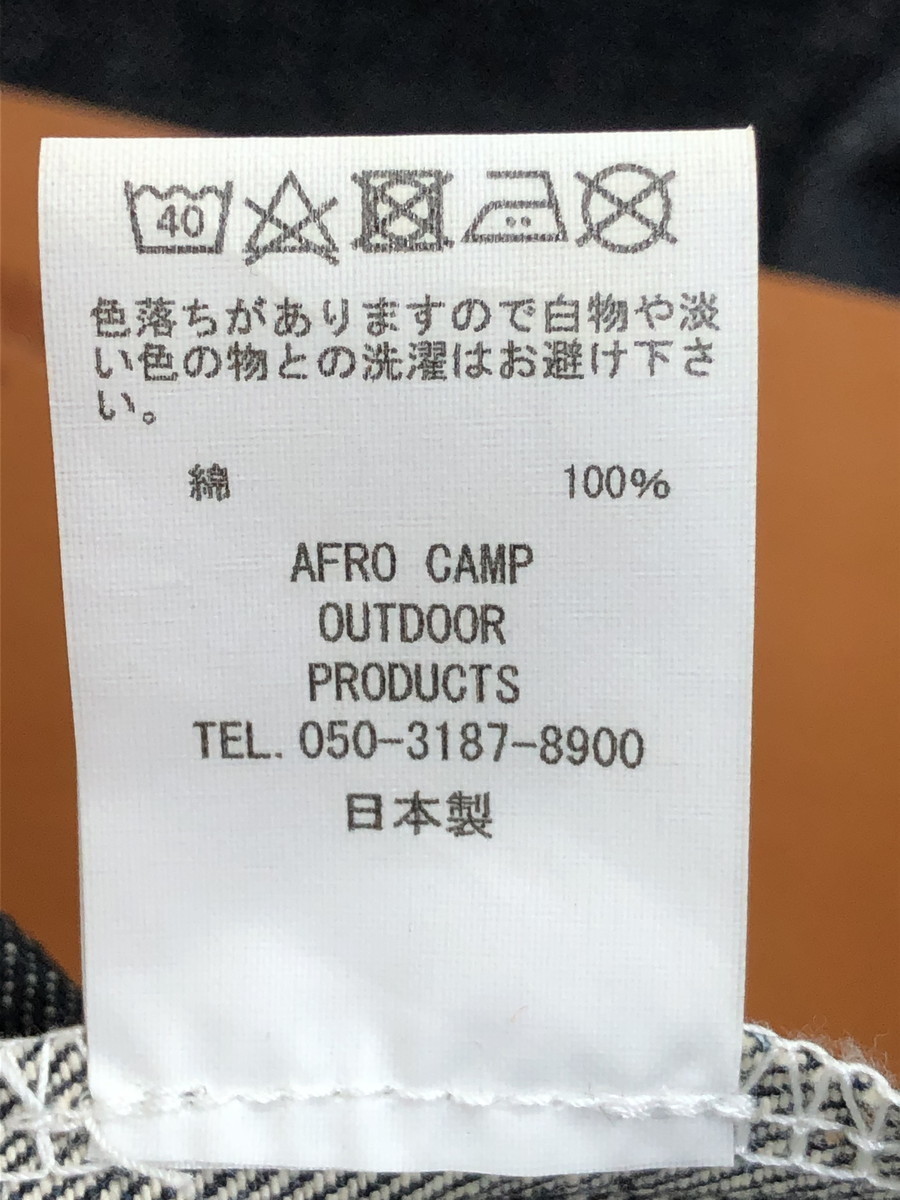 40
色落ちがありますので白物や淡
い色の物との洗濯はお避け下さ
い。
綿 100%
AFRO CAMP
OUTDOOR
PRODUCTS
TEL. 050-3187-8900
日本製